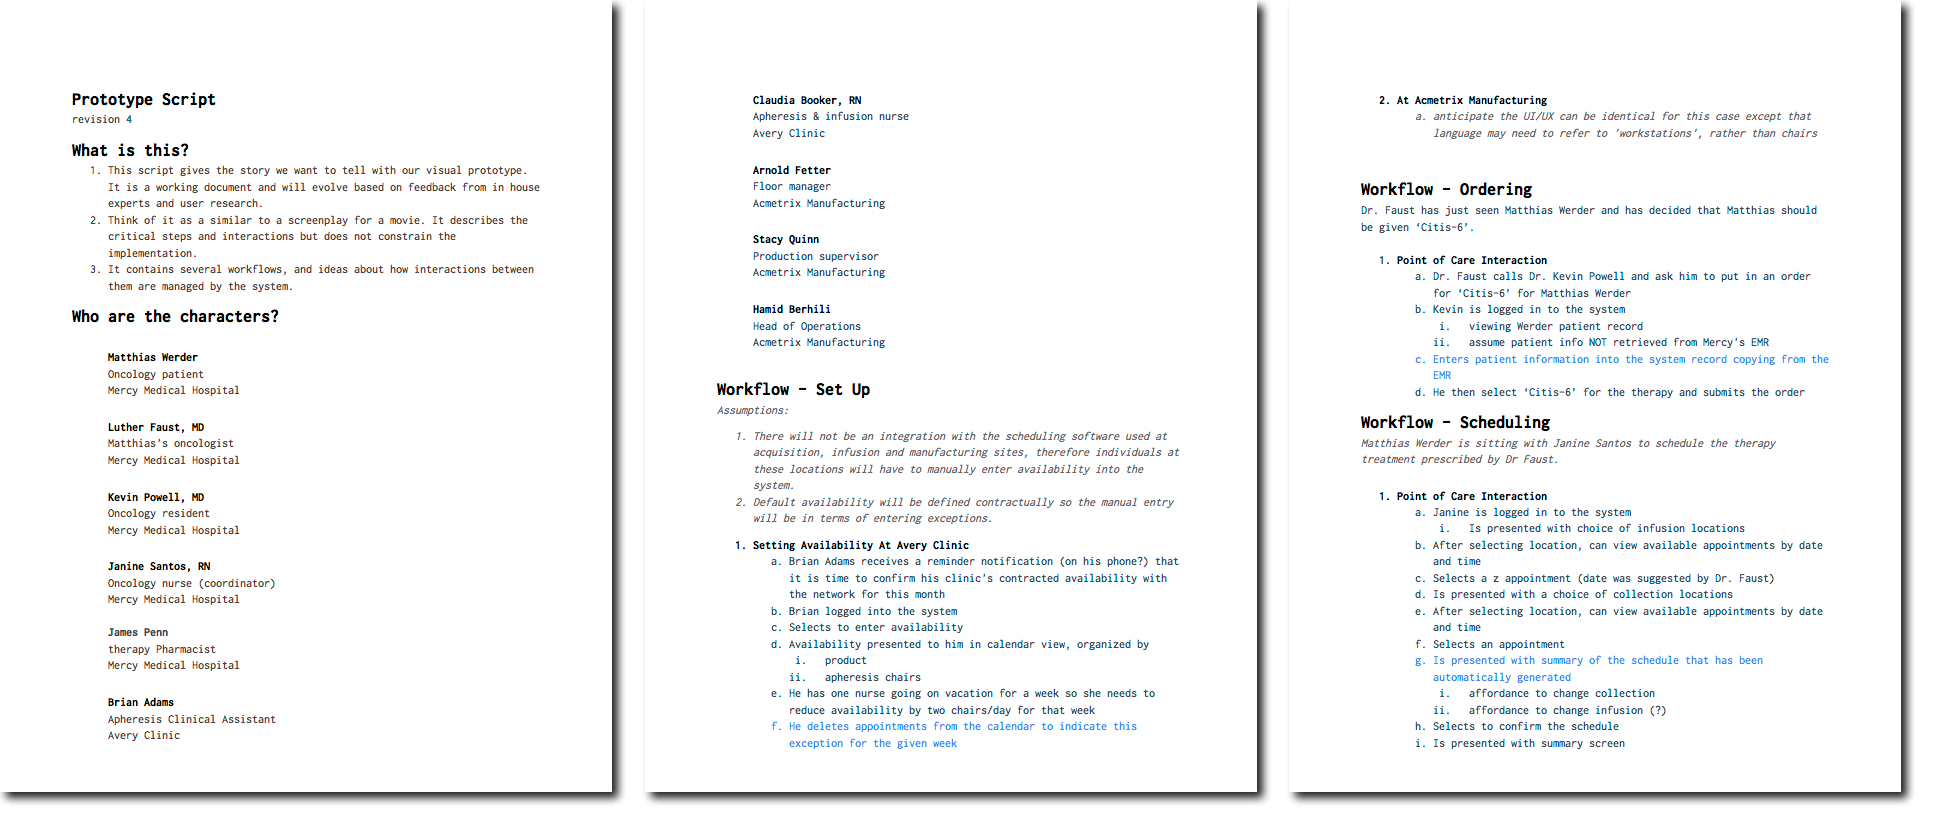 Prototype Script
revision 4
What is this?
1. This script gives the story we want to tell with our visual prototype.
It is a working document and will evolve based on feedback from in house
experts and user research.
2. Think of it as a similar to a screenplay for a movie. It describes the
critical steps and interactions but does not constrain the
implementation.
3. It contains several workflows, and ideas about how interactions between
them are managed by the system.
Who are the characters?
Matthias Werder
Oncology patient
Mercy Medical Hospital
Luther Faust, MD
Matthias's oncologist
Mercy Medical Hospital
Kevin Powell, MD
Oncology resident
Mercy Medical Hospital
Janine Santos, RN
Oncology nurse (coordinator)
Mercy Medical Hospital
James Penn
therapy Pharmacist
Mercy Medical Hospital
Brian Adams
Apheresis Clinical Assistant
Avery Clinic
Claudia Booker, RN
Apheresis & infusion nurse
Avery Clinic
Arnold Fetter
Floor manager
Acmetrix Manufacturing
Stacy Quinn
Production supervisor
Acmetrix Manufacturing
Hamid Berhili
Head of Operations
Acmetrix Manufacturing
Workflow - Set Up
Assumptions:
1. There will not be an integration with the scheduling software used at
acquisition, infusion and manufacturing sites, therefore individuals at
these locations will have to manually enter availability into the
system.
2. Default availability will be defined contractually so the manual entry
will be in terms of entering exceptions.
1. Setting Availability At Avery Clinic
a. Brian Adams receives a reminder notification (on his phone?) that
it is time to confirm his clinic's contracted availability with
the network for this month
b. Brian logged into the system
c. Selects to enter availability
d. Availability presented to him in calendar view, organized by
i. product
ii. apheresis chairs
e. He has one nurse going on vacation for a week so she needs to
reduce availability by two chairs/day for that week
f. He deletes appointments from the calendar to indicate this
exception for the given week
2. At Acmetrix Manufacturing
a. anticipate the UI/UX can be identical for this case except that
language may need to refer to 'workstations', rather than chairs
Workflow - Ordering
Dr. Faust has just seen Matthias Werder and has decided that Matthias should
be given ‘Citis-6’.
1. Point of Care Interaction
a. Dr. Faust calls Dr. Kevin Powell and ask him to put in an order
for ‘Citis-6’ for Matthias Werder
b. Kevin is logged in to the system
i. viewing Werder patient record
ii. assume patient info NOT retrieved from Mercy's EMR
c. Enters patient information into the system record copying from the
EMR
d. He then select ‘Citis-6’ for the therapy and submits the order
Workflow - Scheduling
Matthias Werder is sitting with Janine Santos to schedule the therapy
treatment prescribed by Dr Faust.
1. Point of Care Interaction
a. Janine is logged in to the system
i. Is presented with choice of infusion locations
b. After selecting location, can view available appointments by date
and time
c. Selects a z appointment (date was suggested by Dr. Faust)
d. Is presented with a choice of collection locations
e. After selecting location, can view available appointments by date
and time
f. Selects an appointment
g. Is presented with summary of the schedule that has been
automatically generated
i. affordance to change collection
ii. affordance to change infusion (?)
h. Selects to confirm the schedule
i. Is presented with summary screen